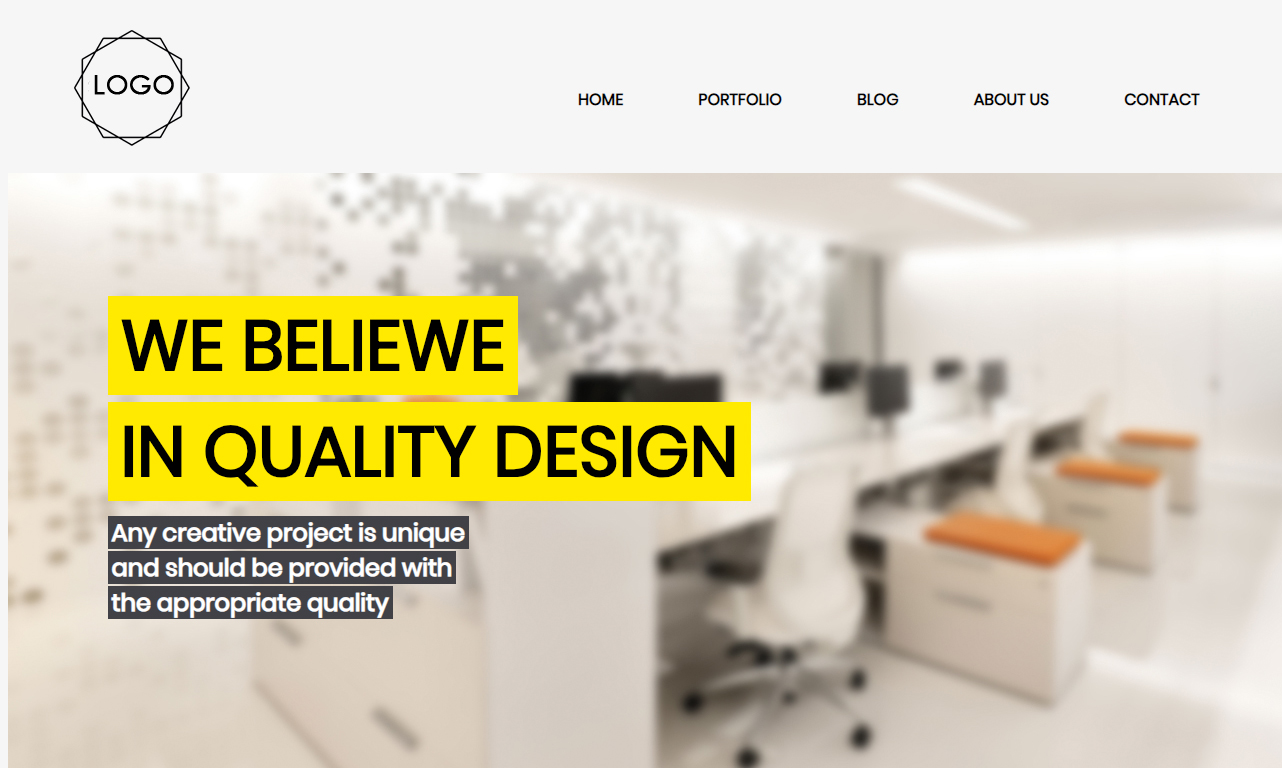 LOGO
HOME PORTFOLIO BLOG ABOUT US CONTACT
WE BELIEWE
IN QUALITY DESIGN
Any creative project is unique
and should be provided with
the appropriate quality